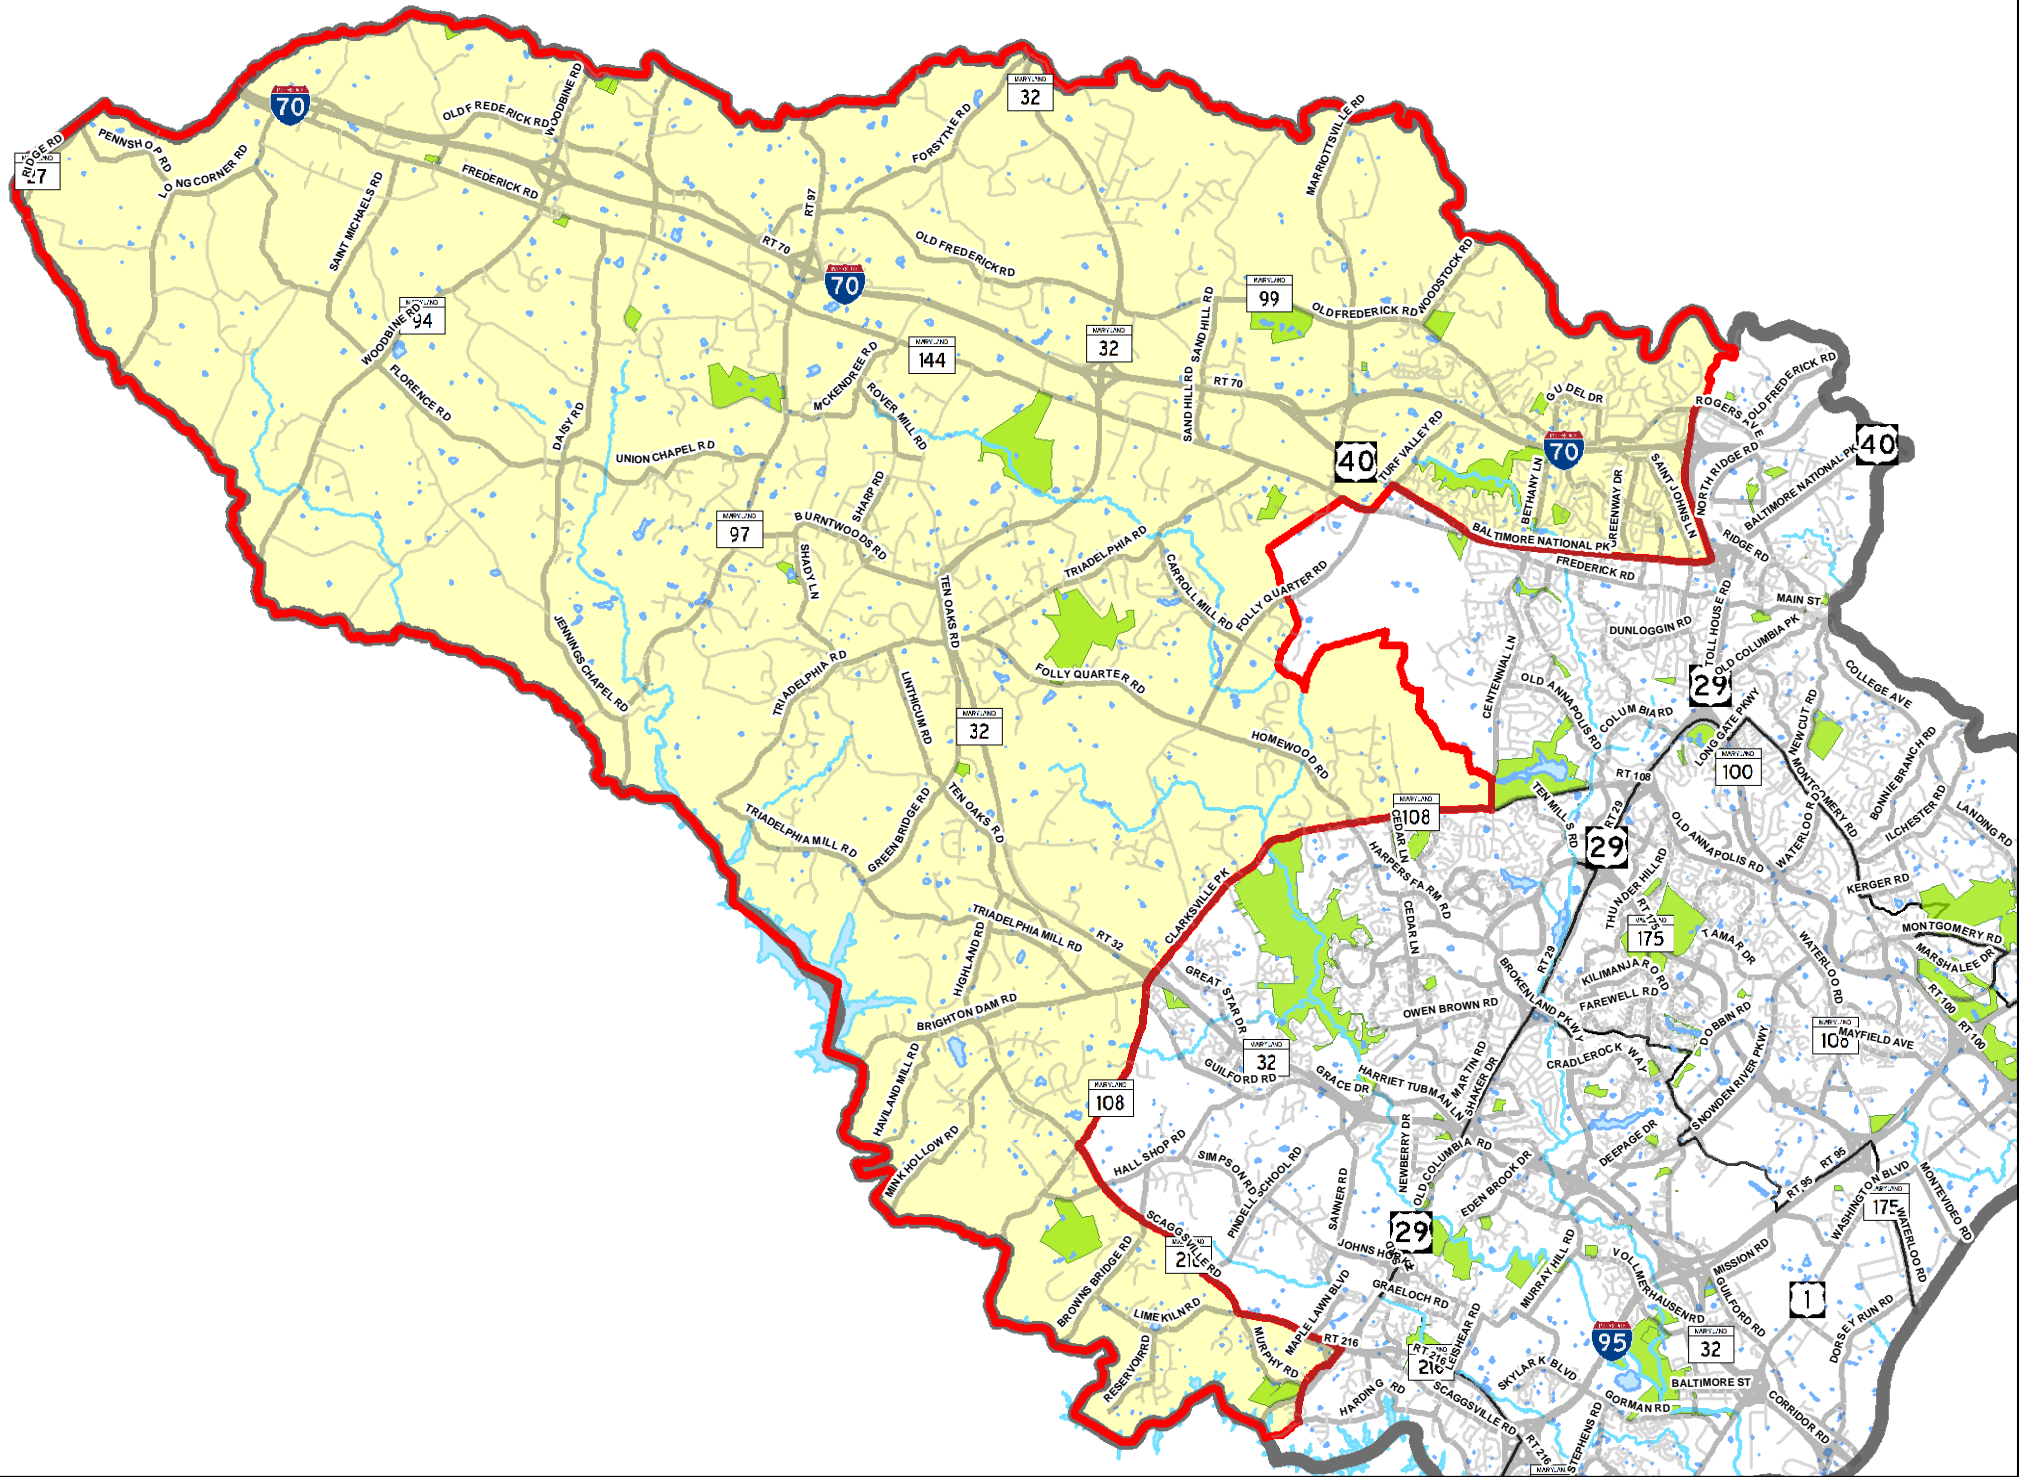 MARYLAND
32
70
OLD FREDERICK RD
WOODBINE RD
FORSYTHE RD
MARRIOTTSVILLE RD
RIDGE RD
27
PENNSHOP RD
LONG CORNER RD
FREDERICK RD
SAINT MICHAELS RD
RT 97
RT 70
OLD FREDERICK RD
70
WOODSTOCK RD
MARYLAND
99
OLD FREDERICK RD
MARYLAND
94
WOODBINE RD
SAND HILL RD
SAND HILL RD
MARYLAND
32
MARYLAND
144
FLORENCE RD
MCKENDREE RD
ROVER MILL RD
RT 70
GUDEL DR
ROGERS AVE
OLD FREDERICK RD
DAISY RD
UNION CHAPEL RD
TURF VALLEY RD
40
70
40
NORTH RIDGE RD
BALTIMORE NATIONAL PK
SAINT JOHNS LN
BETHANY LN
GREENWAY DR
SHARP RD
MARYLAND
97
BURNTWOODS RD
BALTIMORE NATIONAL PK
RIDGE RD
FREDERICK RD
SHADY LN
TRIADELPHIA RD
CARROLL MILL RD
FOLLY QUARTER RD
TEN OAKS RD
TOLL HOUSE RD
MAIN ST
DUNLOGGIN RD
OLD COLUMBIA PK
JENNINGS CHAPEL RD
TRIADELPHIA RD
LINTHICUM RD
FOLLY QUARTER RD
CENTENNIAL LN
OLD ANNAPOLIS RD
29
COLLEGE AVE
COLUMBIA RD
LONG GATE PKWY
NEW CUT RD
MARYLAND
32
HOMEWOOD RD
MARYLAND
100
RT 108
BONNIE BRANCH RD
MONTGOMERY RD
TEN OAKS RD
GREENBRIDGE RD
TRIADELPHIA MILL RD
MARYLAND
108
TEN MILLS RD
RT 29
29
OLD ANNAPOLIS RD
WATERLOO RD
ILCHESTER RD
LANDING RD
CEDAR LN
HARPERS FARM RD
THUNDER HILL RD
KERGER RD
CLARKSVILLE PK
CEDAR LN
RT 175
175
TAMAR DR
MONTGOMERY RD
MARSHALEE DR
TRIADELPHIA MILL RD
RT 32
HIGHLAND RD
RT 29
WATERLOO RD
KILIMANJARO RD
GREAT STAR DR
BROKENLAND PKWY
FAREWELL RD
RT 100
RT 100
OWEN BROWN RD
BRIGHTON DAM RD
DOBBIN RD
MARYLAND
108
MAYFIELD AVE
HAVILAND MILL RD
MARYLAND
32
GUILFORD RD
GRACE DR
HARRIET TUBMAN LN
MARTIN RD
SHAKER DR
CRADLEROCK WAY
SNOWDEN RIVER PKWY
MARYLAND
108
MINK HOLLOW RD
HALL SHOP RD
SIMPSON RD
PINDELL SCHOOL RD
NEWBERRY DR
OLD COLUMBIA RD
DEEPAGE DR
EDEN BROOK DR
SANNER RD
RT 95
RT 95
WASHINGTON BLVD
MONTEVIDEO RD
175
WATERLOO RD
29
SCAGGSVILLE RD
BROWNS BRIDGE RD
GRAELOCH RD
MURRAY HILL RD
VOLLMERHAUSEN RD
MISSION RD
GUILFORD RD
1
LIME KILN RD
RESERVOIR RD
MURPHY RD
MAPLE LAWN BLVD
RT 216
RT 216
LEISHEAR RD
95
MARYLAND
32
DORSEY RUN RD
SKYLARK BLVD
HARDING RD
SCAGGSVILLE RD
BALTIMORE ST
GORMAN RD
CORRIDOR RD
STEPHENS RD
RT 216